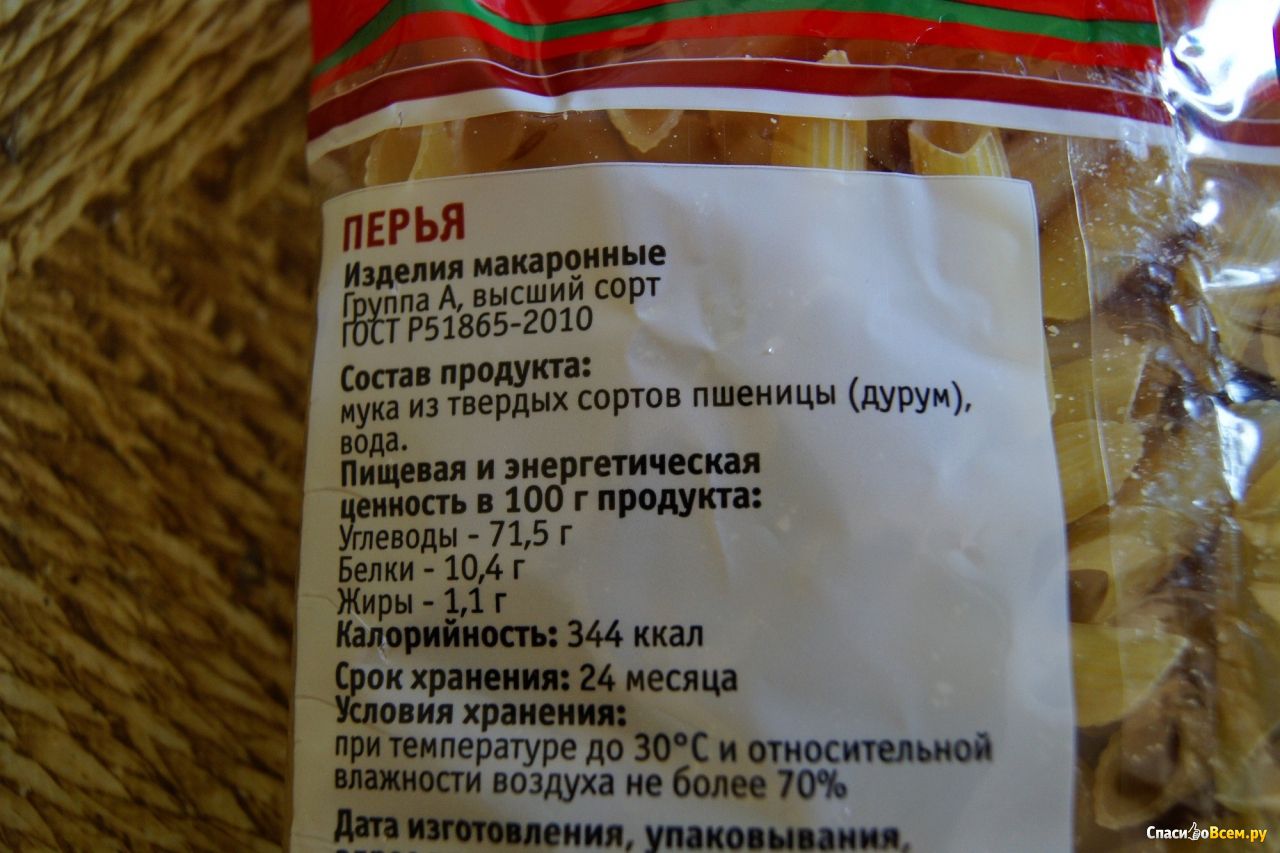 ПЕРЬЯ
Изделия макаронные
Группа А, высший сорт
ГОСТ Р51865-2010
Состав продукта:
мука из твердых сортов пшеницы (дурум),
вода.
Пищевая и энергетическая
ценность в 100 г продукта:
Углеводы - 71,5 г
Белки - 10,4 г
Жиры - 1,1 г
Калорийность: 344 ккал
Срок хранения: 24 месяца
Условия хранения:
при температуре до 30°С и относительной
влажности воздуха не более 70%
Дата изготовления, упаковывания,
СпасибоВсем.ру